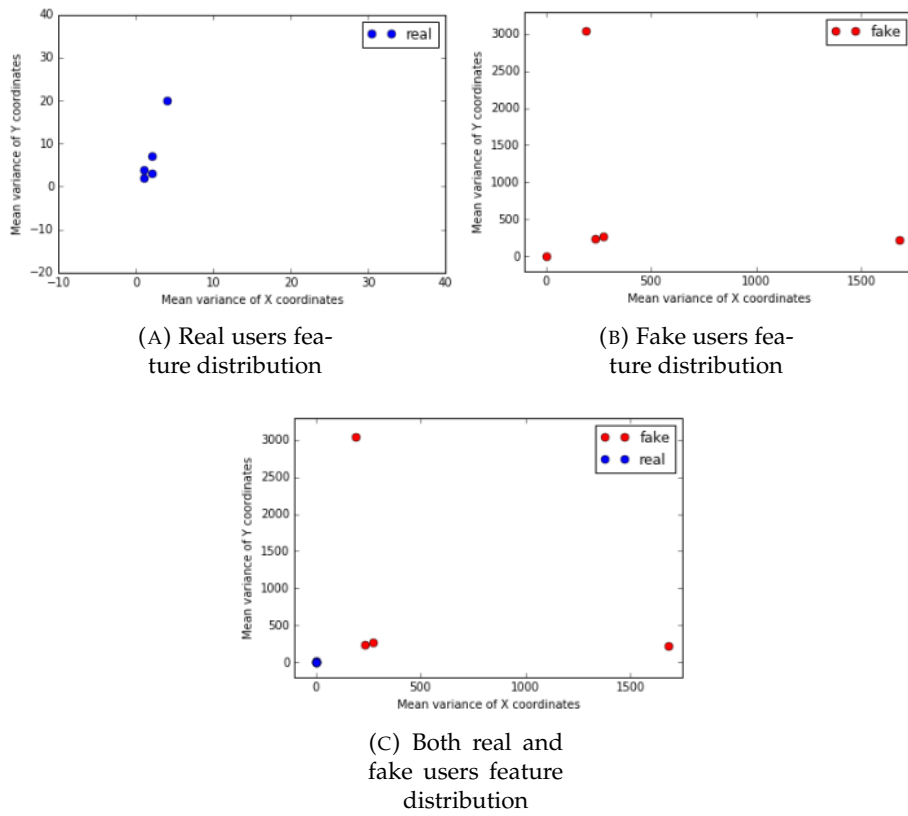 40
30
20
10
0
−10
−20
−10
0
10
20
30
40
Mean variance of Y coordinates
Mean variance of X coordinates
real
(A) Real users fea-
ture distribution
3000
2500
2000
1500
1000
500
0
0
500
1000
1500
Mean variance of Y coordinates
Mean variance of X coordinates
fake
(B) Fake users fea-
ture distribution
3000
2500
2000
1500
1000
500
0
0
500
1000
1500
Mean variance of Y coordinates
Mean variance of X coordinates
fake
real
(C) Both real and
fake users feature
distribution